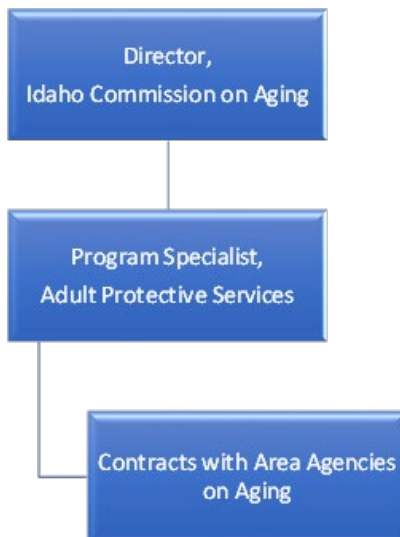 Director,
Idaho Commission on Aging
Program Specialist,
Adult Protective Services
Contracts with Area Agencies
on Aging